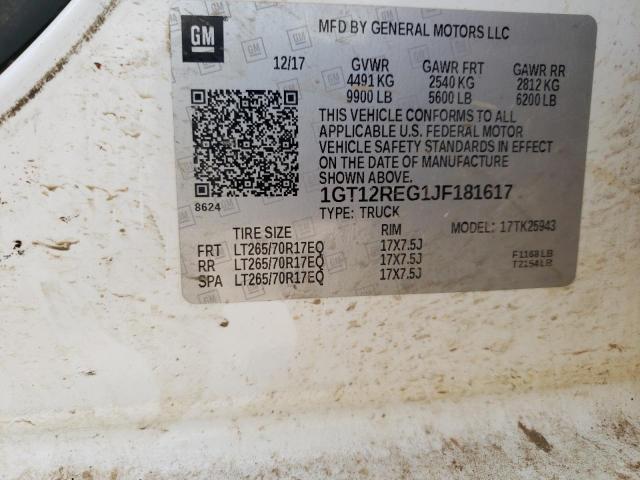 GM
MFD BY GENERAL MOTORS LLC
12/17 GVWR GAWR FRT GAWR RR
4491 KG 2540 KG 2812 KG
9900 LB 5600 LB 6200 LB
THIS VEHICLE CONFORMS TO ALL
APPLICABLE U.S. FEDERAL MOTOR
VEHICLE SAFETY STANDARDS IN EFFECT
ON THE DATE OF MANUFACTURE
SHOWN ABOVE.
8624
1GT12REG1JF181617
TYPE: TRUCK
MODEL: 17TK25943
TIRE SIZE RIM
FRT LT265/70R17EQ 17X7.5J
RR LT265/70R17EQ 17X7.5J
SPA LT265/70R17EQ 17X7.5J
F1168LB
T2154LB